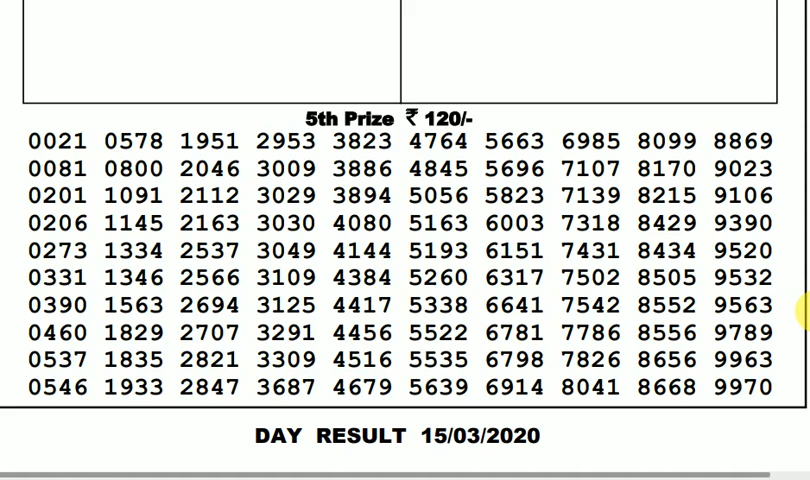 5th Prize ₹ 120/-
0021 0578 1951 2953 3823 4764 5663 6985 8099 8869
0081 0800 2046 3009 3886 4845 5696 7107 8170 9023
0201 1091 2112 3029 3894 5056 5823 7139 8215 9106
0206 1145 2163 3030 4080 5163 6003 7318 8429 9390
0273 1334 2537 3049 4144 5193 6151 7431 8434 9520
0331 1346 2566 3109 4384 5260 6317 7502 8505 9532
0390 1563 2694 3125 4417 5338 6641 7542 8552 9563
0460 1829 2707 3291 4456 5522 6781 7786 8556 9789
0537 1835 2821 3309 4516 5535 6798 7826 8656 9963
0546 1933 2847 3687 4679 5639 6914 8041 8668 9970
DAY RESULT 15/03/2020